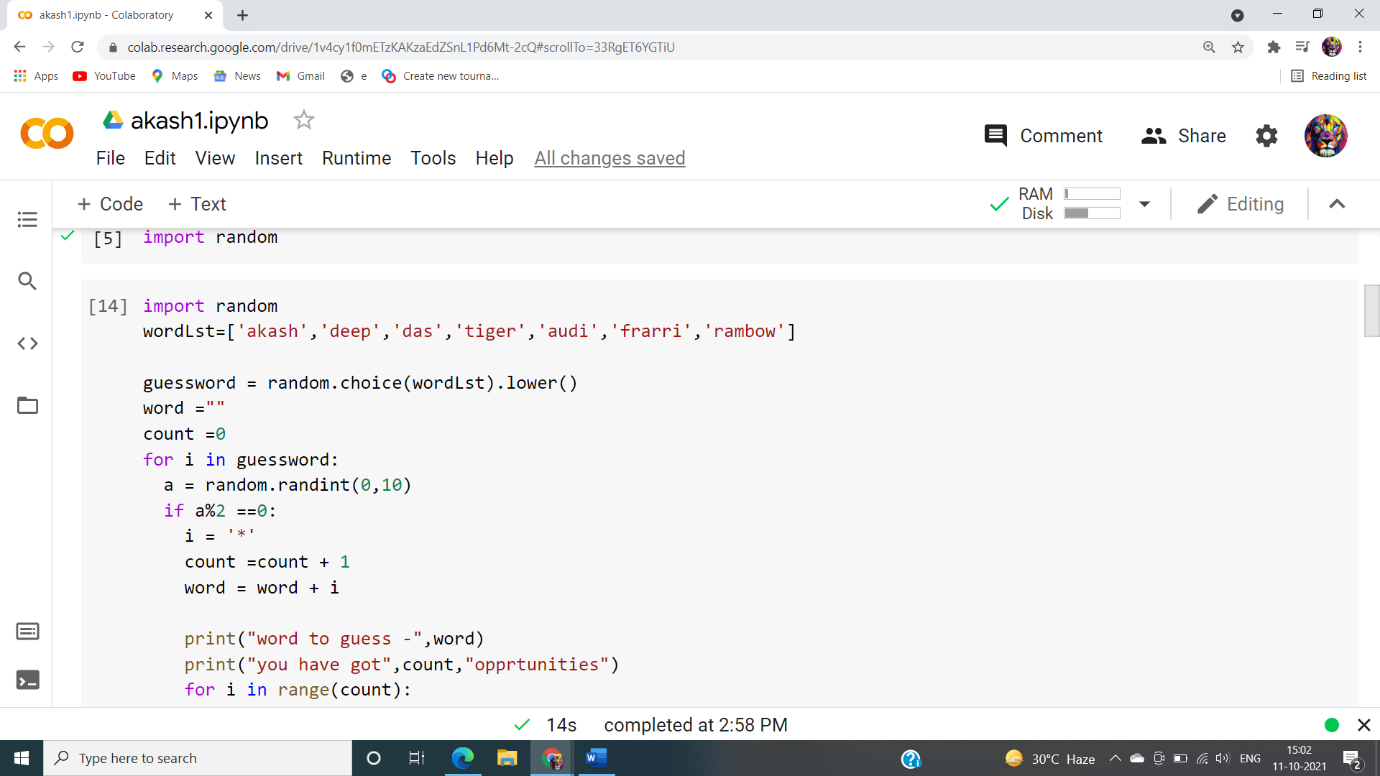 akash1.ipynb - Colaboratory
colab.research.google.com/drive/1v4cy1f0mETzKAKzaEdZSnL1Pd6Mt-2cQ#scrollTo=33RgET6YGTiU
Apps YouTube Maps News Gmail e Create new tourna... Reading list
akash1.ipynb
Comment Share
File Edit View Insert Runtime Tools Help All changes saved
+ Code + Text RAM Disk Editing
[5] import random
[14] import random
wordLst=['akash','deep','das','tiger','audi','frarri','rambow']
guessword = random.choice(wordLst).lower()
word =""
count =0
for i in guessword:
a = random.randint(0,10)
if a%2 ==0:
i = '*'
count =count + 1
word = word + i
print("word to guess -",word)
print("you have got",count,"opprtunities")
for i in range(count):
14s completed at 2:58 PM
Type here to search
30°C Haze ENG 15:02
11-10-2021 2